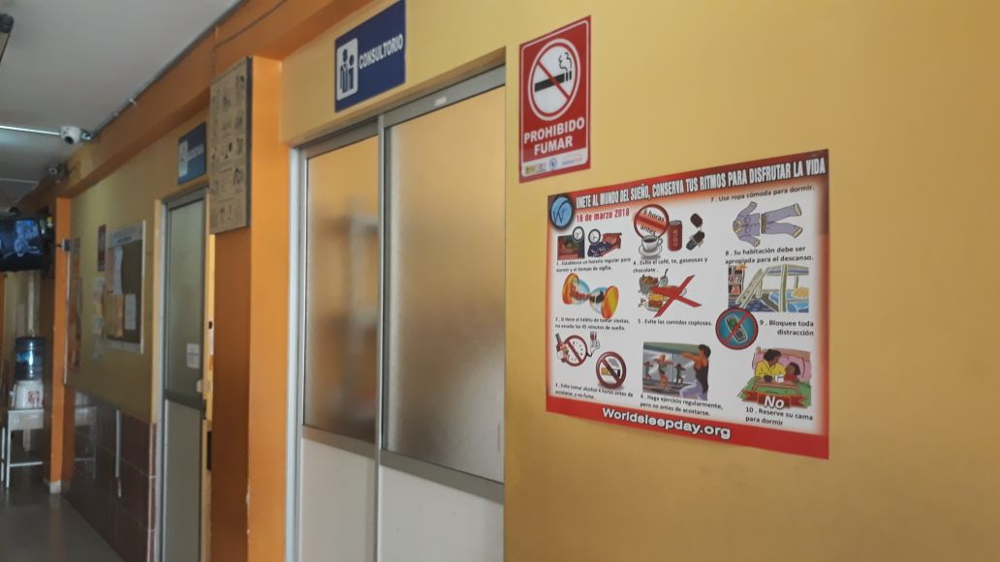 CONSULTORIO
PROHIBIDO
FUMAR
ÚNETE AL MUNDO DEL SUEÑO, CONSERVA TUS RITMOS PARA DISFRUTAR LA VIDA
16 de marzo 2018
1 . Establezca un horario regular para
dormir y el tiempo de vigilia.
2 . Si tiene el hábito de tomar siestas,
no exceda los 45 minutos de sueña.
3 . Evite tomar alcohol 4 horas antes de
acostarse, y no fume .
6 horas
antes
COLA
4 . Evite el café, te, gaseosas y
chocolate .
5 . Evite las comidas copiosas.
6 . Haga ejercicio regularmente,
pero no antes de acostarse.
7 . Use ropa cómoda para dormir.
8 . Su habitación debe ser
apropiada para el descanso.
9 . Bloquee toda
distracción
No
10 . Reserve su cama
para dormir
Worldsleepday.org